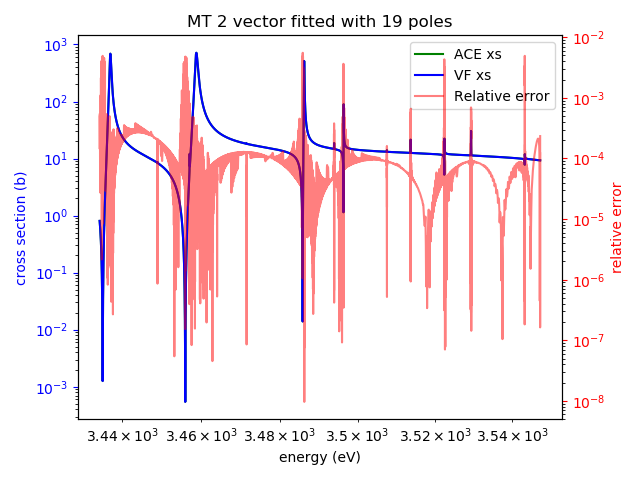 MT 2 vector fitted with 19 poles
ACE xs
VF xs
Relative error
cross section (b)
10³
10²
10¹
10⁰
10⁻¹
10⁻²
10⁻³
relative error
10⁻²
10⁻³
10⁻⁴
10⁻⁵
10⁻⁶
10⁻⁷
10⁻⁸
3.44 × 10³ 3.46 × 10³ 3.48 × 10³ 3.5 × 10³ 3.52 × 10³ 3.54 × 10³
energy (eV)